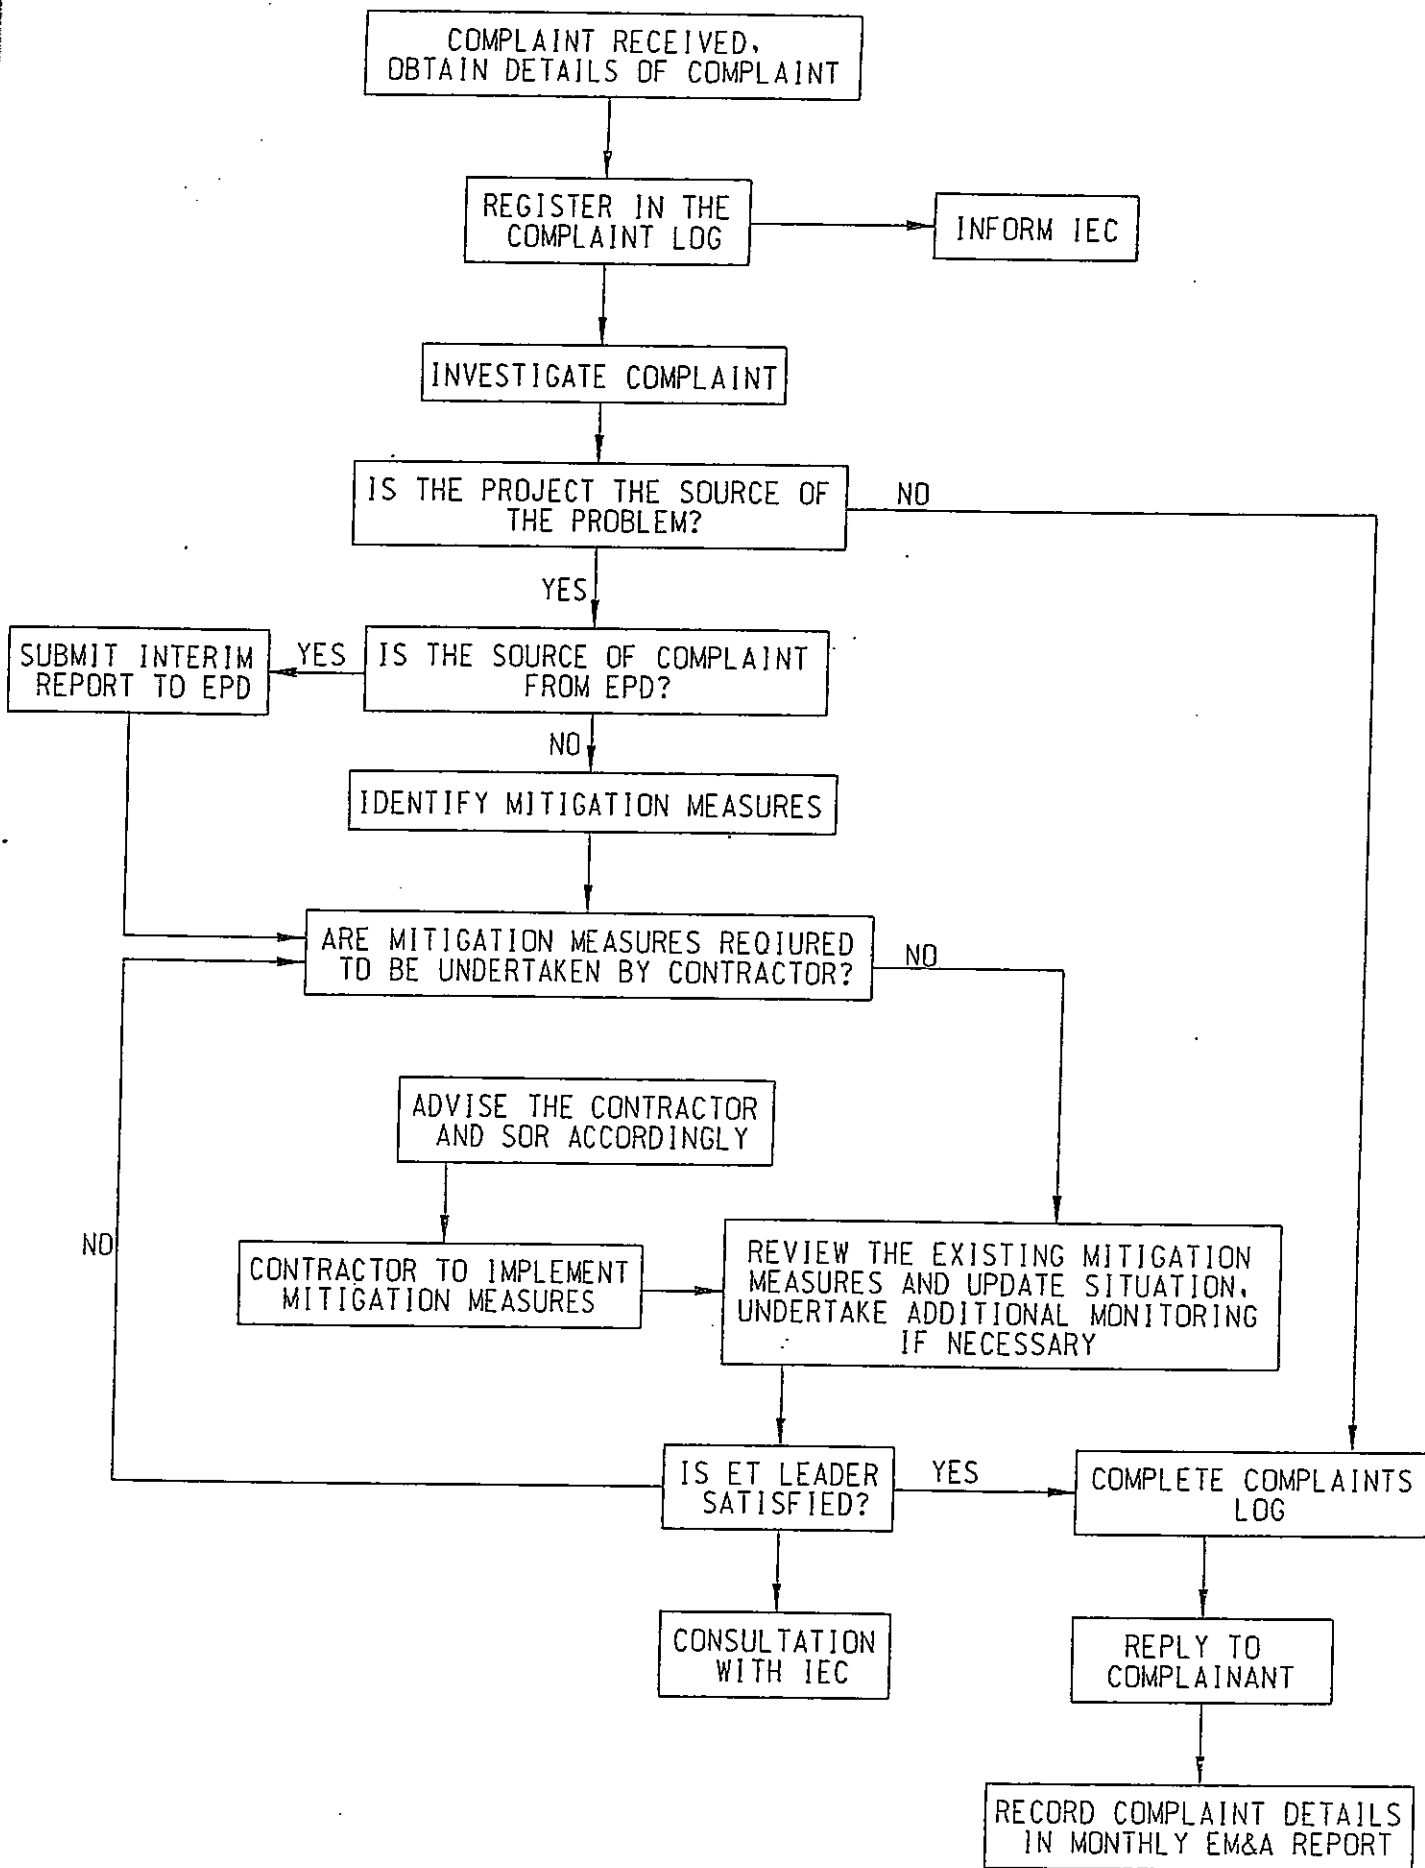 COMPLAINT RECEIVED,
OBTAIN DETAILS OF COMPLAINT
REGISTER IN THE
COMPLAINT LOG
INFORM IEC
INVESTIGATE COMPLAINT
IS THE PROJECT THE SOURCE OF
THE PROBLEM?
NO
YES
SUBMIT INTERIM
REPORT TO EPD
YES
IS THE SOURCE OF COMPLAINT
FROM EPD?
NO
IDENTIFY MITIGATION MEASURES
ARE MITIGATION MEASURES REQIURED
TO BE UNDERTAKEN BY CONTRACTOR?
NO
ADVISE THE CONTRACTOR
AND SOR ACCORDINGLY
NO
CONTRACTOR TO IMPLEMENT
MITIGATION MEASURES
REVIEW THE EXISTING MITIGATION
MEASURES AND UPDATE SITUATION,
UNDERTAKE ADDITIONAL MONITORING
IF NECESSARY
IS ET LEADER
SATISFIED?
YES
COMPLETE COMPLAINTS
LOG
CONSULTATION
WITH IEC
REPLY TO
COMPLAINANT
RECORD COMPLAINT DETAILS
IN MONTHLY EM&A REPORT